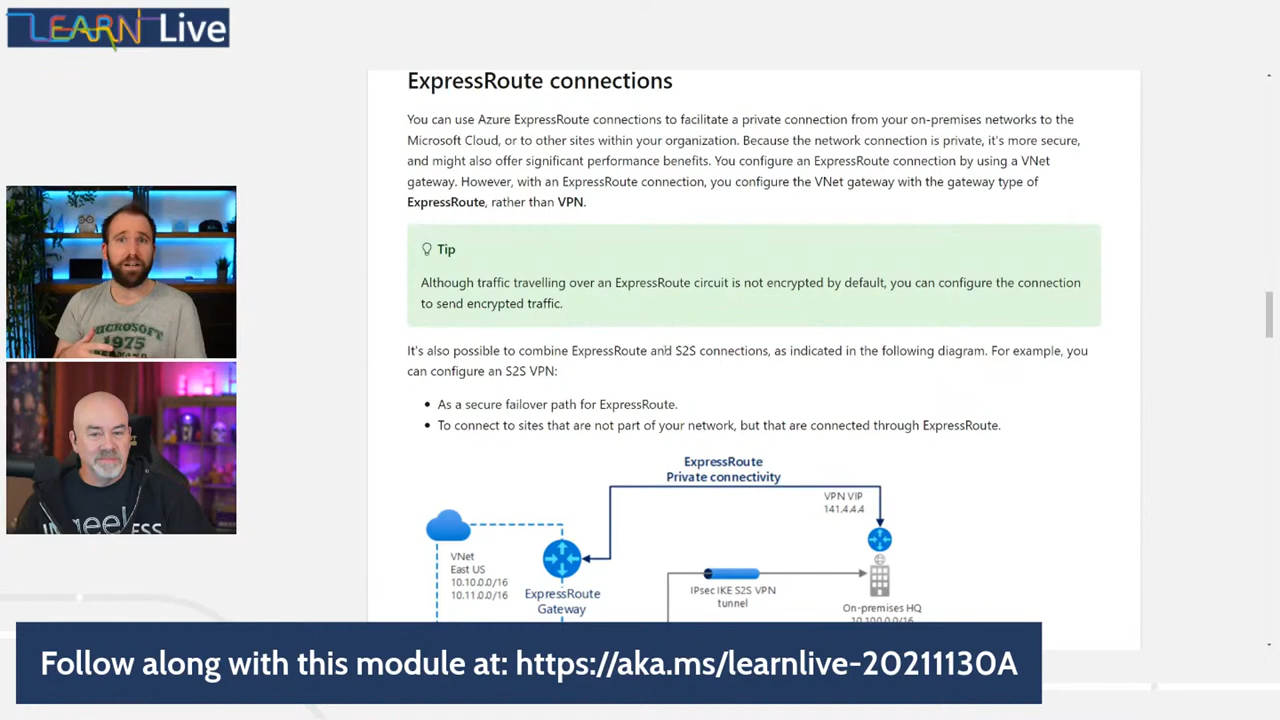 LEARN Live
ExpressRoute connections
You can use Azure ExpressRoute connections to facilitate a private connection from your on-premises networks to the
Microsoft Cloud, or to other sites within your organization. Because the network connection is private, it's more secure,
and might also offer significant performance benefits. You configure an ExpressRoute connection by using a VNet
gateway. However, with an ExpressRoute connection, you configure the VNet gateway with the gateway type of
ExpressRoute, rather than VPN.
Tip
Although traffic travelling over an ExpressRoute circuit is not encrypted by default, you can configure the connection
to send encrypted traffic.
It's also possible to combine ExpressRoute and S2S connections, as indicated in the following diagram. For example, you
can configure an S2S VPN:
• As a secure failover path for ExpressRoute.
• To connect to sites that are not part of your network, but that are connected through ExpressRoute.
ExpressRoute
Private connectivity
VPN VIP
141.4.4.4
VNet
East US
10.10.0.0/16
10.11.0.0/16
ExpressRoute
Gateway
IPsec IKE S2S VPN
tunnel
On-premises HQ
10.100.0.0/16
MICROSOFT
1975
Follow along with this module at: https://aka.ms/learnlive-20211130A